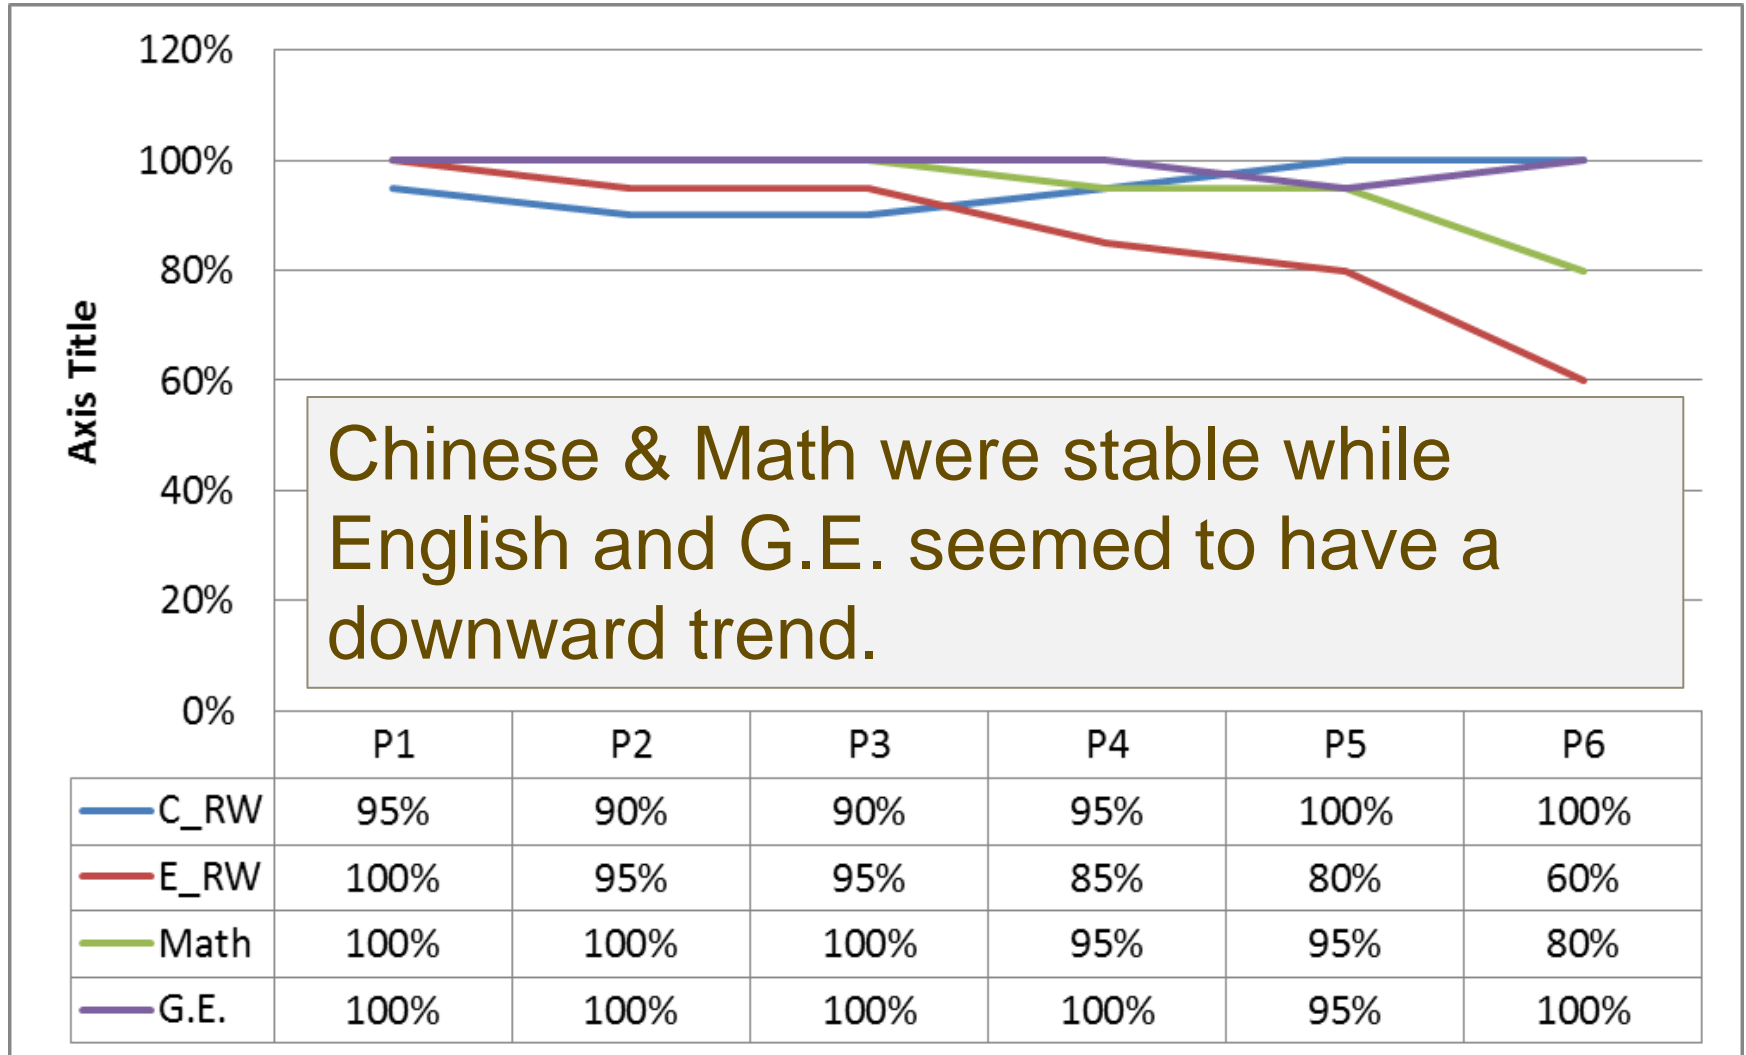 120%
100%
80%
60%
40%
20%
0%
Axis Title
Chinese & Math were stable while
English and G.E. seemed to have a
downward trend.
P1 P2 P3 P4 P5 P6
C_RW 95% 90% 90% 95% 100% 100%
E_RW 100% 95% 95% 85% 80% 60%
Math 100% 100% 100% 95% 95% 80%
G.E. 100% 100% 100% 100% 95% 100%